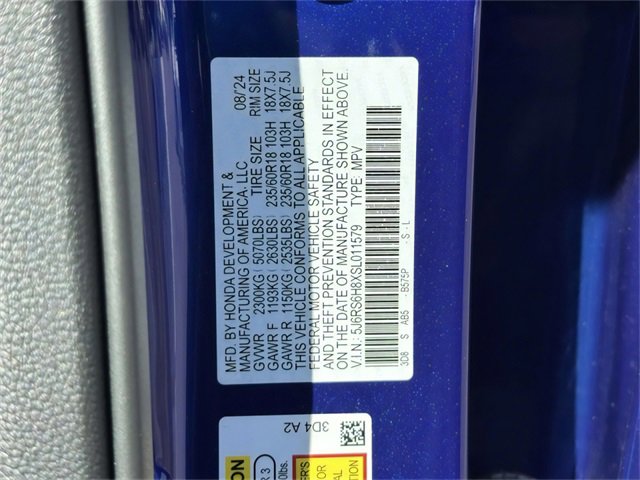 MFD. BY HONDA DEVELOPMENT &
MANUFACTURING OF AMERICA, LLC 08/24
GVWR 2300KG(5070LBS) TIRE SIZE RIM SIZE
GAWR F 1193KG(2630LBS) 235/60R18 103H 18X7.5J
GAWR R 1150KG(2535LBS) 235/60R18 103H 18X7.5J
THIS VEHICLE CONFORMS TO ALL APPLICABLE
FEDERAL MOTOR VEHICLE SAFETY
AND THEFT PREVENTION STANDARDS IN EFFECT
ON THE DATE OF MANUFACTURE SHOWN ABOVE.
V.I.N: 5J6RS6H8XSL011579 TYPE: MPV
3D8 S AB5 -B575P -S-L
3D4 A2